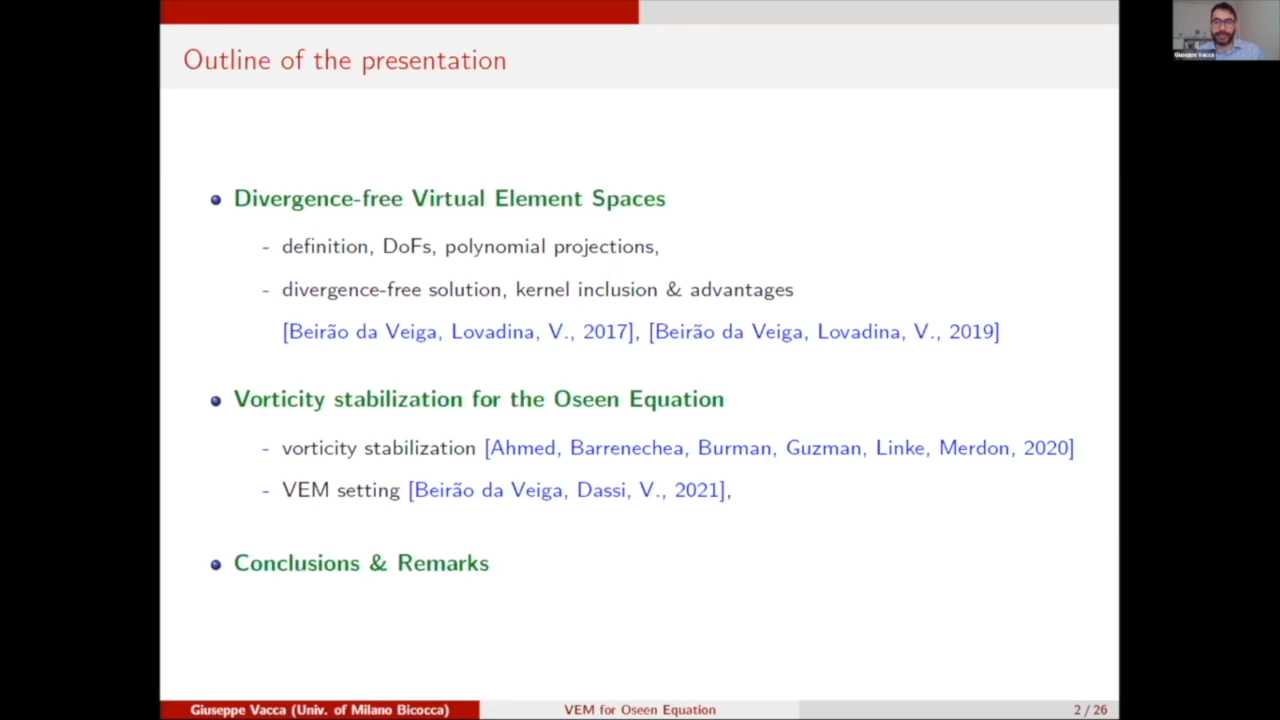 Outline of the presentation
Divergence-free Virtual Element Spaces
- definition, DoFs, polynomial projections,
- divergence-free solution, kernel inclusion & advantages
[Beirão da Veiga, Lovadina, V., 2017], [Beirão da Veiga, Lovadina, V., 2019]
Vorticity stabilization for the Oseen Equation
- vorticity stabilization [Ahmed, Barrenechea, Burman, Guzman, Linke, Merdon, 2020]
- VEM setting [Beirão da Veiga, Dassi, V., 2021],
Conclusions & Remarks
Giuseppe Vacca (Univ. of Milano Bicocca) VEM for Oseen Equation 2 / 26
Giuseppe Vacca